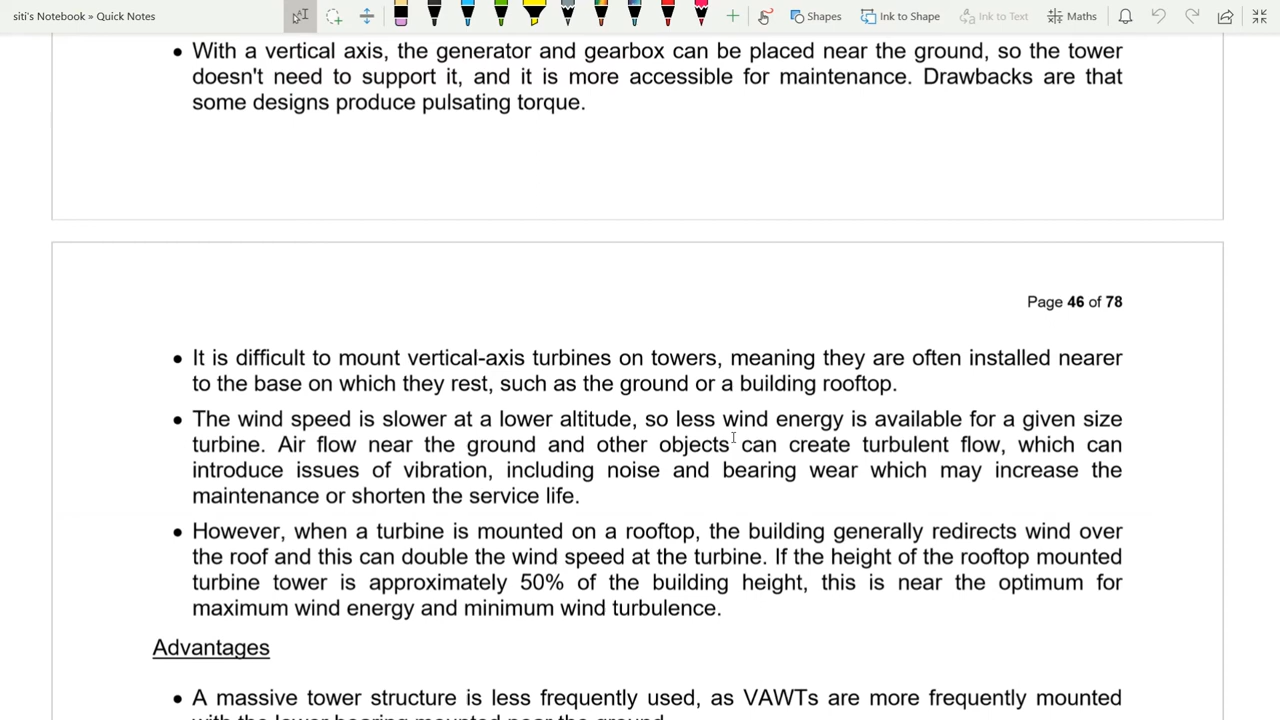 siti's Notebook » Quick Notes
Shapes
Ink to Shape
Ink to Text
Maths
• With a vertical axis, the generator and gearbox can be placed near the ground, so the tower
doesn't need to support it, and it is more accessible for maintenance. Drawbacks are that
some designs produce pulsating torque.
Page 46 of 78
• It is difficult to mount vertical-axis turbines on towers, meaning they are often installed nearer
to the base on which they rest, such as the ground or a building rooftop.
• The wind speed is slower at a lower altitude, so less wind energy is available for a given size
turbine. Air flow near the ground and other objects can create turbulent flow, which can
introduce issues of vibration, including noise and bearing wear which may increase the
maintenance or shorten the service life.
• However, when a turbine is mounted on a rooftop, the building generally redirects wind over
the roof and this can double the wind speed at the turbine. If the height of the rooftop mounted
turbine tower is approximately 50% of the building height, this is near the optimum for
maximum wind energy and minimum wind turbulence.
Advantages
• A massive tower structure is less frequently used, as VAWTs are more frequently mounted
with the lower bearing mounted near the ground.